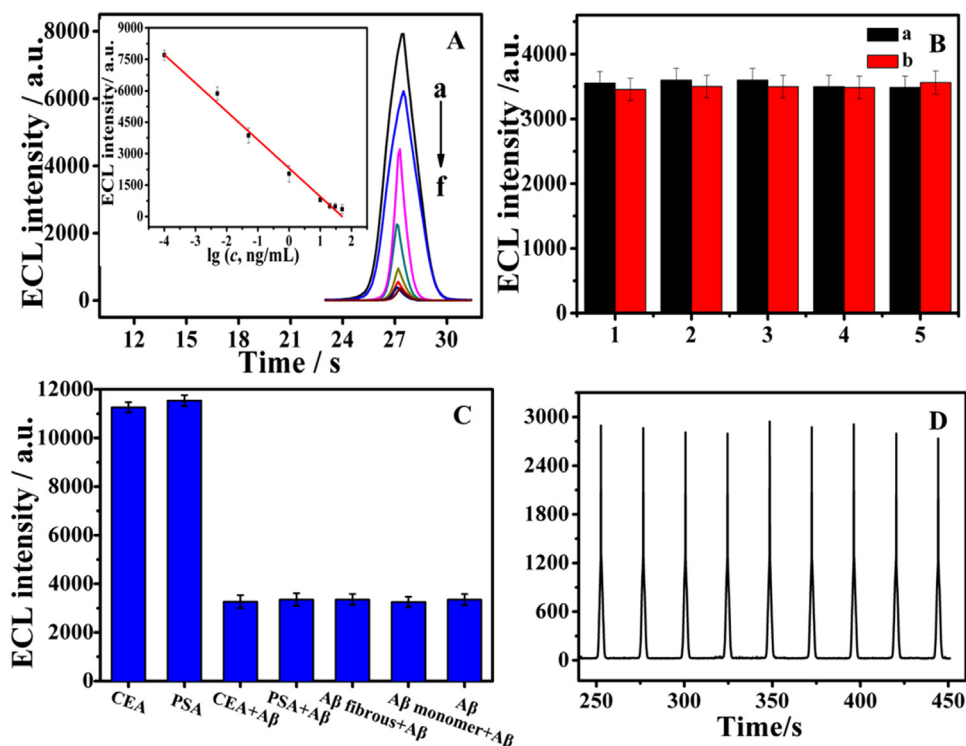 A
ECL intensity / a.u.
8000
6000
4000
2000
0
12
15
18
21
24
27
30
Time / s
a
f
ECL intensity/ a.u.
9000
7500
6000
4500
3000
1500
0
-4
-3
-2
-1
0
1
2
lg (c, ng/mL)
B
a
b
ECL intensity /a.u.
4000
3000
2000
1000
0
1
2
3
4
5
C
ECL intensity / a.u.
12000
10000
8000
6000
4000
2000
0
CEA
PSA
CEA+Aβ
PSA+Aβ
Aβ fibrous+Aβ
Aβ monomer+Aβ
Aβ
D
3000
2400
1800
1200
600
0
250
300
350
400
450
Time/s